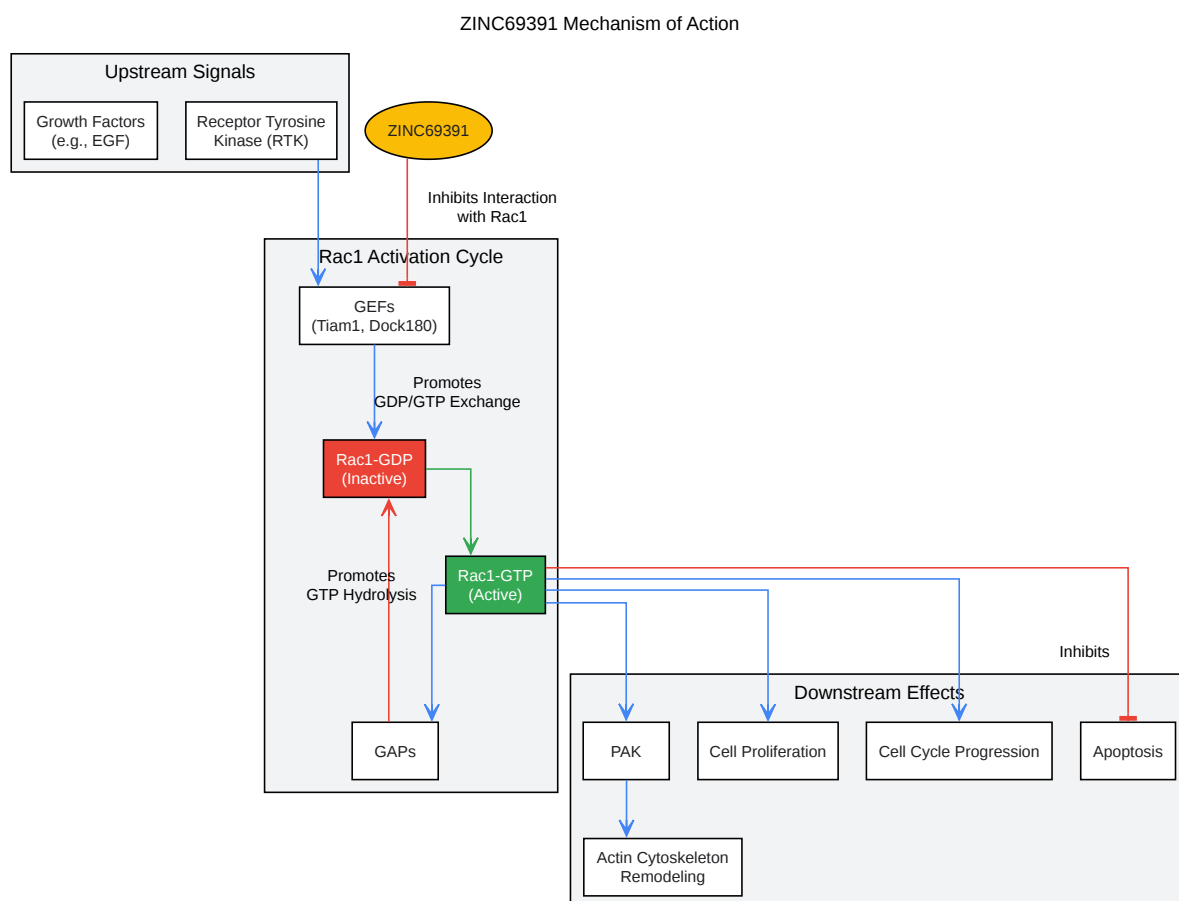 ZINC69391 Mechanism of Action
Upstream Signals
Growth Factors
(e.g., EGF)
Receptor Tyrosine
Kinase (RTK)
ZINC69391
Inhibits Interaction
with Rac1
Rac1 Activation Cycle
GEFs
(Tiam1, Dock180)
Promotes
GDP/GTP Exchange
Rac1-GDP
(Inactive)
Rac1-GTP
(Active)
Promotes
GTP Hydrolysis
GAPs
Inhibits
Downstream Effects
PAK
Cell Proliferation
Cell Cycle Progression
Apoptosis
Actin Cytoskeleton
Remodeling